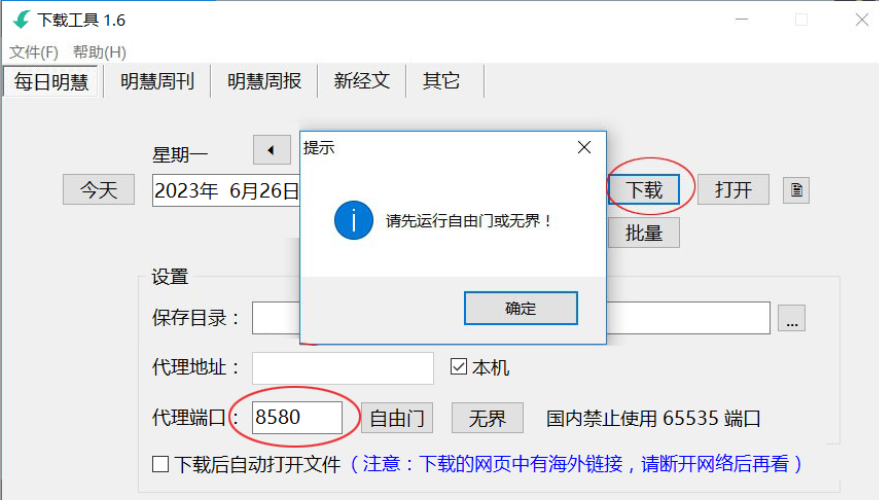 下载工具 1.6
文件(F) 帮助(H)
每日明慧 明慧周刊 明慧周报 新经文 其它
星期一
提示
今天 2023年 6月26日 下载 打开
请先运行自由门或无界！
批量
设置
确定
保存目录： ...
代理地址： 本机
代理端口： 8580 自由门 无界 国内禁止使用 65535 端口
下载后自动打开文件（注意：下载的网页中有海外链接，请断开网络后再看）